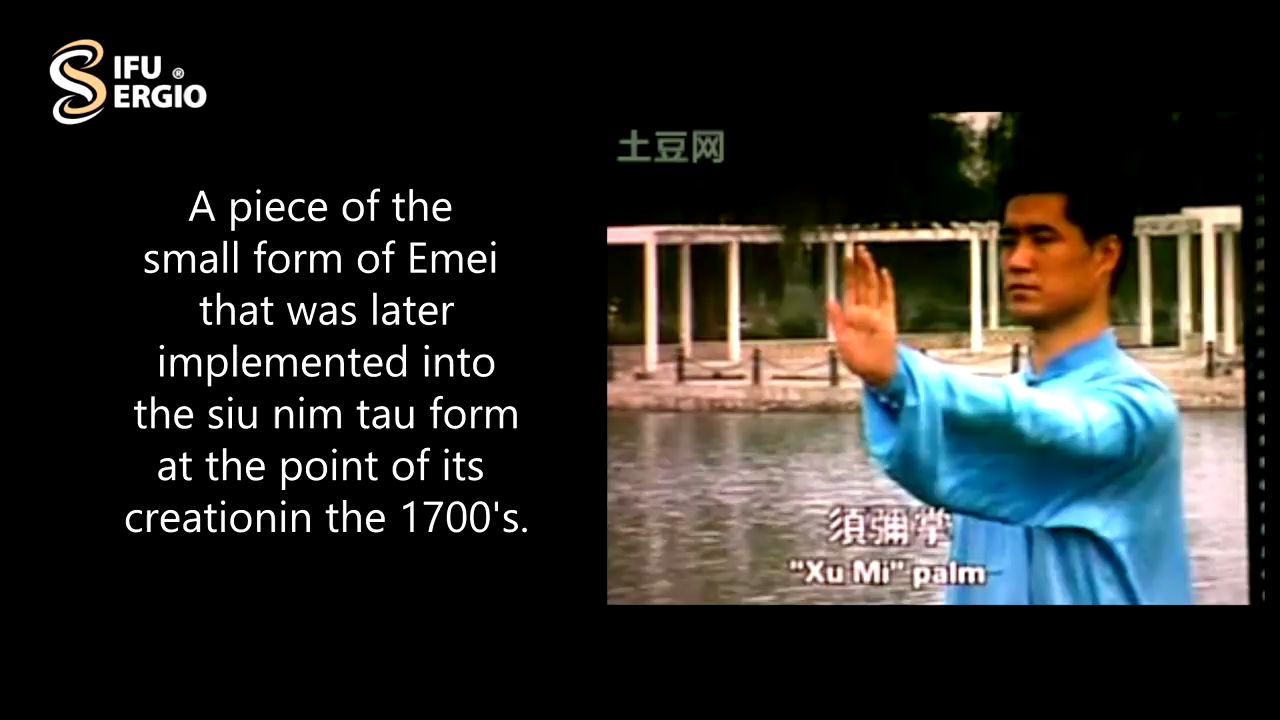 SIFU ®
SERGIO
A piece of the
small form of Emei
that was later
implemented into
the siu nim tau form
at the point of its
creationin the 1700's.
土豆网
須彌掌
"Xu Mi" palm